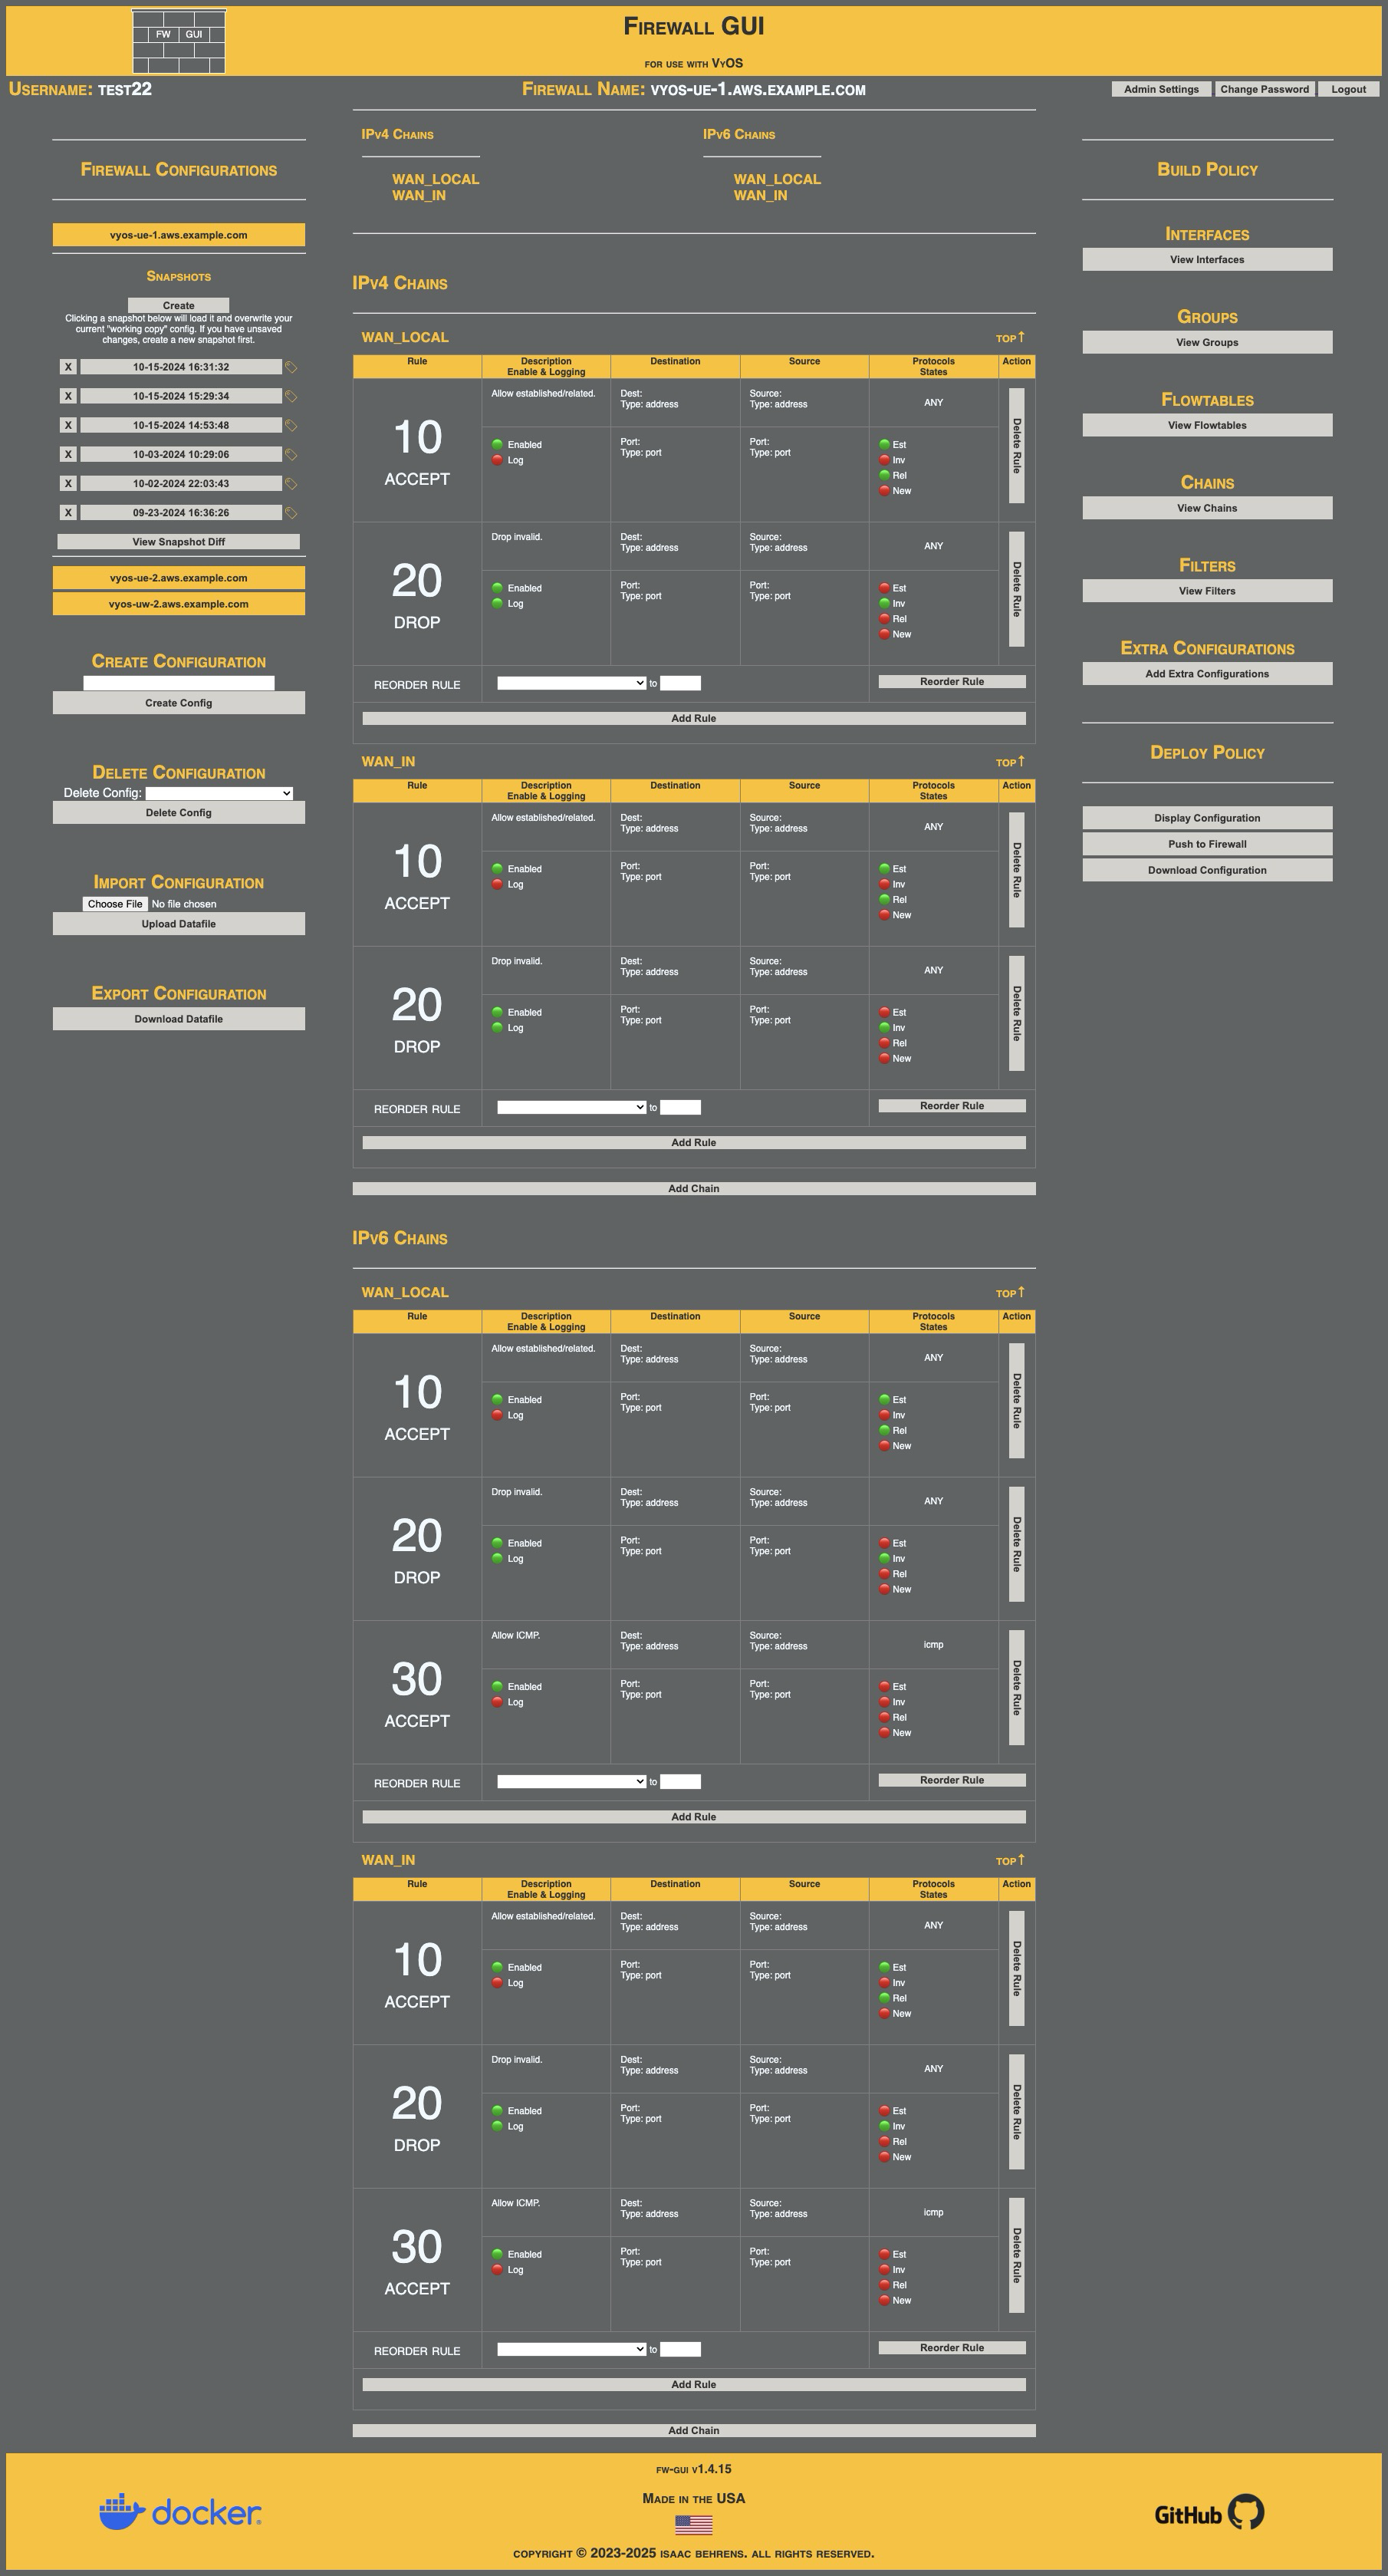 FW GUI
Firewall GUI
for use with VyOS
Username: test22
Firewall Name: vyos-ue-1.aws.example.com
Admin Settings
Change Password
Logout
Firewall Configurations
vyos-ue-1.aws.example.com
Snapshots
Create
Clicking a snapshot below will load it and overwrite your
current "working copy" config. If you have unsaved
changes, create a new snapshot first.
X 10-15-2024 16:31:32
X 10-15-2024 15:29:34
X 10-15-2024 14:53:48
X 10-03-2024 10:29:06
X 10-02-2024 22:03:43
X 09-23-2024 16:36:26
View Snapshot Diff
vyos-ue-2.aws.example.com
vyos-uw-2.aws.example.com
Create Configuration
Create Config
Delete Configuration
Delete Config:
Delete Config
Import Configuration
Choose File No file chosen
Upload Datafile
Export Configuration
Download Datafile
IPv4 Chains
WAN_LOCAL
WAN_IN
IPv6 Chains
WAN_LOCAL
WAN_IN
IPv4 Chains
WAN_LOCAL
top↑
Rule
Description
Enable & Logging
Destination
Source
Protocols
States
Action
10
ACCEPT
Allow established/related.
Enabled
Log
Dest:
Type: address
Port:
Type: port
Source:
Type: address
Port:
Type: port
ANY
Est
Inv
Rel
New
Delete Rule
20
DROP
Drop invalid.
Enabled
Log
Dest:
Type: address
Port:
Type: port
Source:
Type: address
Port:
Type: port
ANY
Est
Inv
Rel
New
Delete Rule
REORDER RULE
to
Reorder Rule
Add Rule
WAN_IN
top↑
Rule
Description
Enable & Logging
Destination
Source
Protocols
States
Action
10
ACCEPT
Allow established/related.
Enabled
Log
Dest:
Type: address
Port:
Type: port
Source:
Type: address
Port:
Type: port
ANY
Est
Inv
Rel
New
Delete Rule
20
DROP
Drop invalid.
Enabled
Log
Dest:
Type: address
Port:
Type: port
Source:
Type: address
Port:
Type: port
ANY
Est
Inv
Rel
New
Delete Rule
REORDER RULE
to
Reorder Rule
Add Rule
Add Chain
IPv6 Chains
WAN_LOCAL
top↑
Rule
Description
Enable & Logging
Destination
Source
Protocols
States
Action
10
ACCEPT
Allow established/related.
Enabled
Log
Dest:
Type: address
Port:
Type: port
Source:
Type: address
Port:
Type: port
ANY
Est
Inv
Rel
New
Delete Rule
20
DROP
Drop invalid.
Enabled
Log
Dest:
Type: address
Port:
Type: port
Source:
Type: address
Port:
Type: port
ANY
Est
Inv
Rel
New
Delete Rule
30
ACCEPT
Allow ICMP.
Enabled
Log
Dest:
Type: address
Port:
Type: port
Source:
Type: address
Port:
Type: port
icmp
Est
Inv
Rel
New
Delete Rule
REORDER RULE
to
Reorder Rule
Add Rule
WAN_IN
top↑
Rule
Description
Enable & Logging
Destination
Source
Protocols
States
Action
10
ACCEPT
Allow established/related.
Enabled
Log
Dest:
Type: address
Port:
Type: port
Source:
Type: address
Port:
Type: port
ANY
Est
Inv
Rel
New
Delete Rule
20
DROP
Drop invalid.
Enabled
Log
Dest:
Type: address
Port:
Type: port
Source:
Type: address
Port:
Type: port
ANY
Est
Inv
Rel
New
Delete Rule
30
ACCEPT
Allow ICMP.
Enabled
Log
Dest:
Type: address
Port:
Type: port
Source:
Type: address
Port:
Type: port
icmp
Est
Inv
Rel
New
Delete Rule
REORDER RULE
to
Reorder Rule
Add Rule
Add Chain
Build Policy
Interfaces
View Interfaces
Groups
View Groups
Flowtables
View Flowtables
Chains
View Chains
Filters
View Filters
Extra Configurations
Add Extra Configurations
Deploy Policy
Display Configuration
Push to Firewall
Download Configuration
docker
fw-gui v1.4.15
Made in the USA
copyright © 2023-2025 isaac behrens. all rights reserved.
GitHub